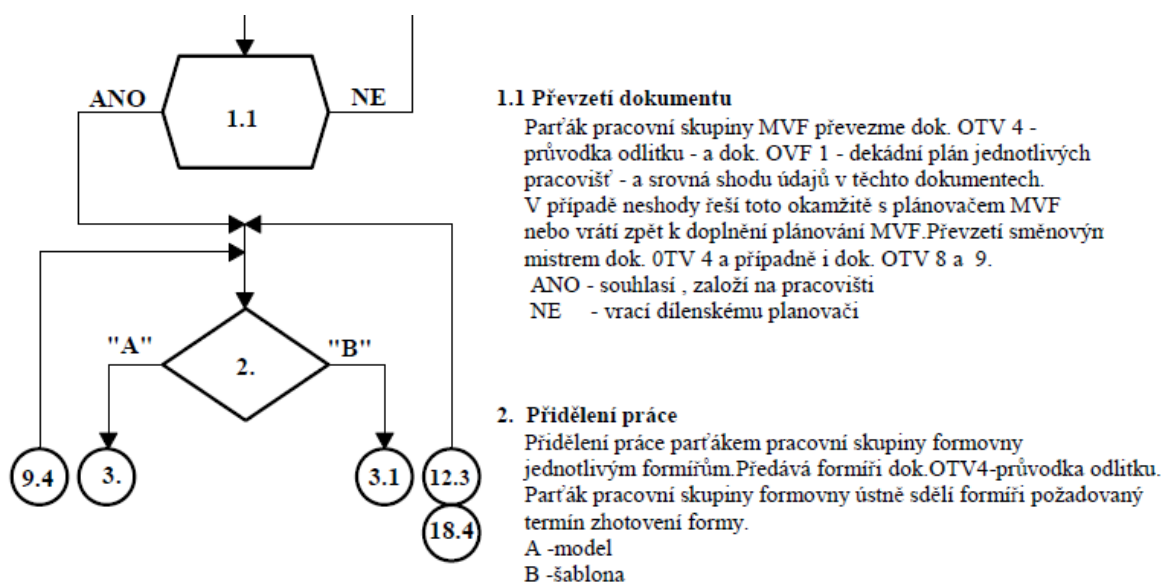 ANO
NE
1.1
1.1 Převzetí dokumentu
Parťák pracovní skupiny MVF převezme dok. OTV 4 -
průvodka odlitku - a dok. OVF 1 - dekádní plán jednotlivých
pracovišť - a srovná shodu údajů v těchto dokumentech.
V případě neshody řeší toto okamžitě s plánovačem MVF
nebo vrátí zpět k doplnění plánování MVF.Převzetí směnovým
mistrem dok. 0TV 4 a případně i dok. OTV 8 a 9.
ANO - souhlasí , založí na pracovišti
NE - vrací dílenskému planovači
"A"
"B"
2.
9.4
3.
3.1
12.3
18.4
2. Přidělení práce
Přidělení práce parťákem pracovní skupiny formovny
jednotlivým formířům.Předává formíři dok.OTV4-průvodka odlitku.
Parťák pracovní skupiny formovny ústně sdělí formíři požadovaný
termín zhotovení formy.
A -model
B -šablona